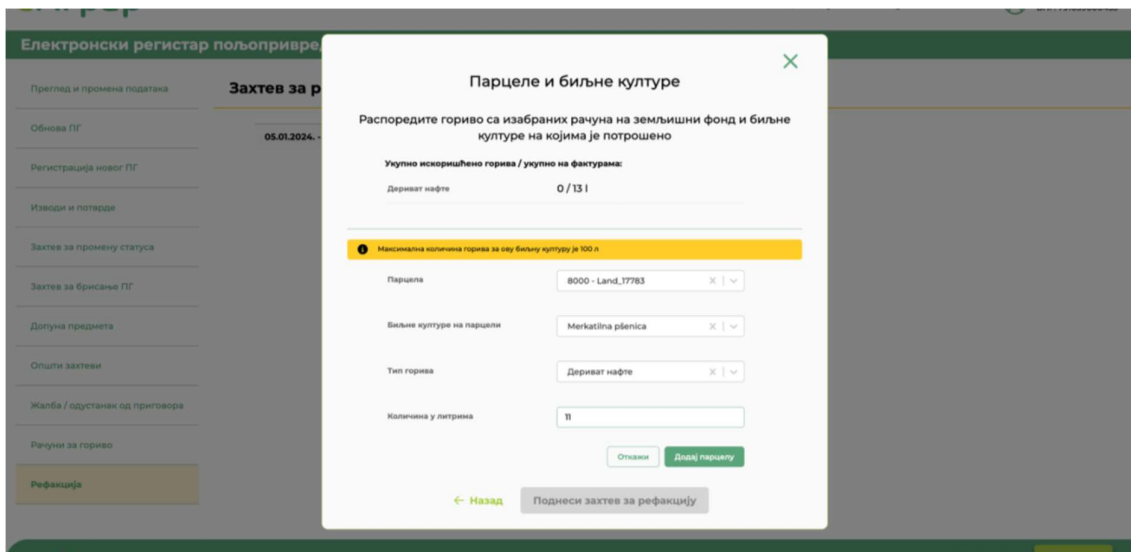 Електронски регистар пољопривре
Преглед и промена података
Обнова ПГ
Регистрација новог ПГ
Изводи и потврде
Захтев за промену статуса
Захтев за брисање ПГ
Допуна предмета
Општи захтеви
Жалба / одустанак од приговора
Рачуни за гориво
Рефакција
Захтев за р
05.01.2024. -
Парцеле и биљне културе
Распоредите гориво са изабраних рачуна на земљишни фонд и биљне
културе на којима је потрошено
Укупно искоришћено горива / укупно на фактурама:
Дериват нафте 0 / 13 l
Максимална количина горива за ову биљну културу је 100 л
Парцела 8000 - Land_17783
Биљне културе на парцели Merkatilna pšenica
Тип горива Дериват нафте
Количина у литрима 11
Откажи Додај парцелу
← Назад Поднеси захтев за рефакцију